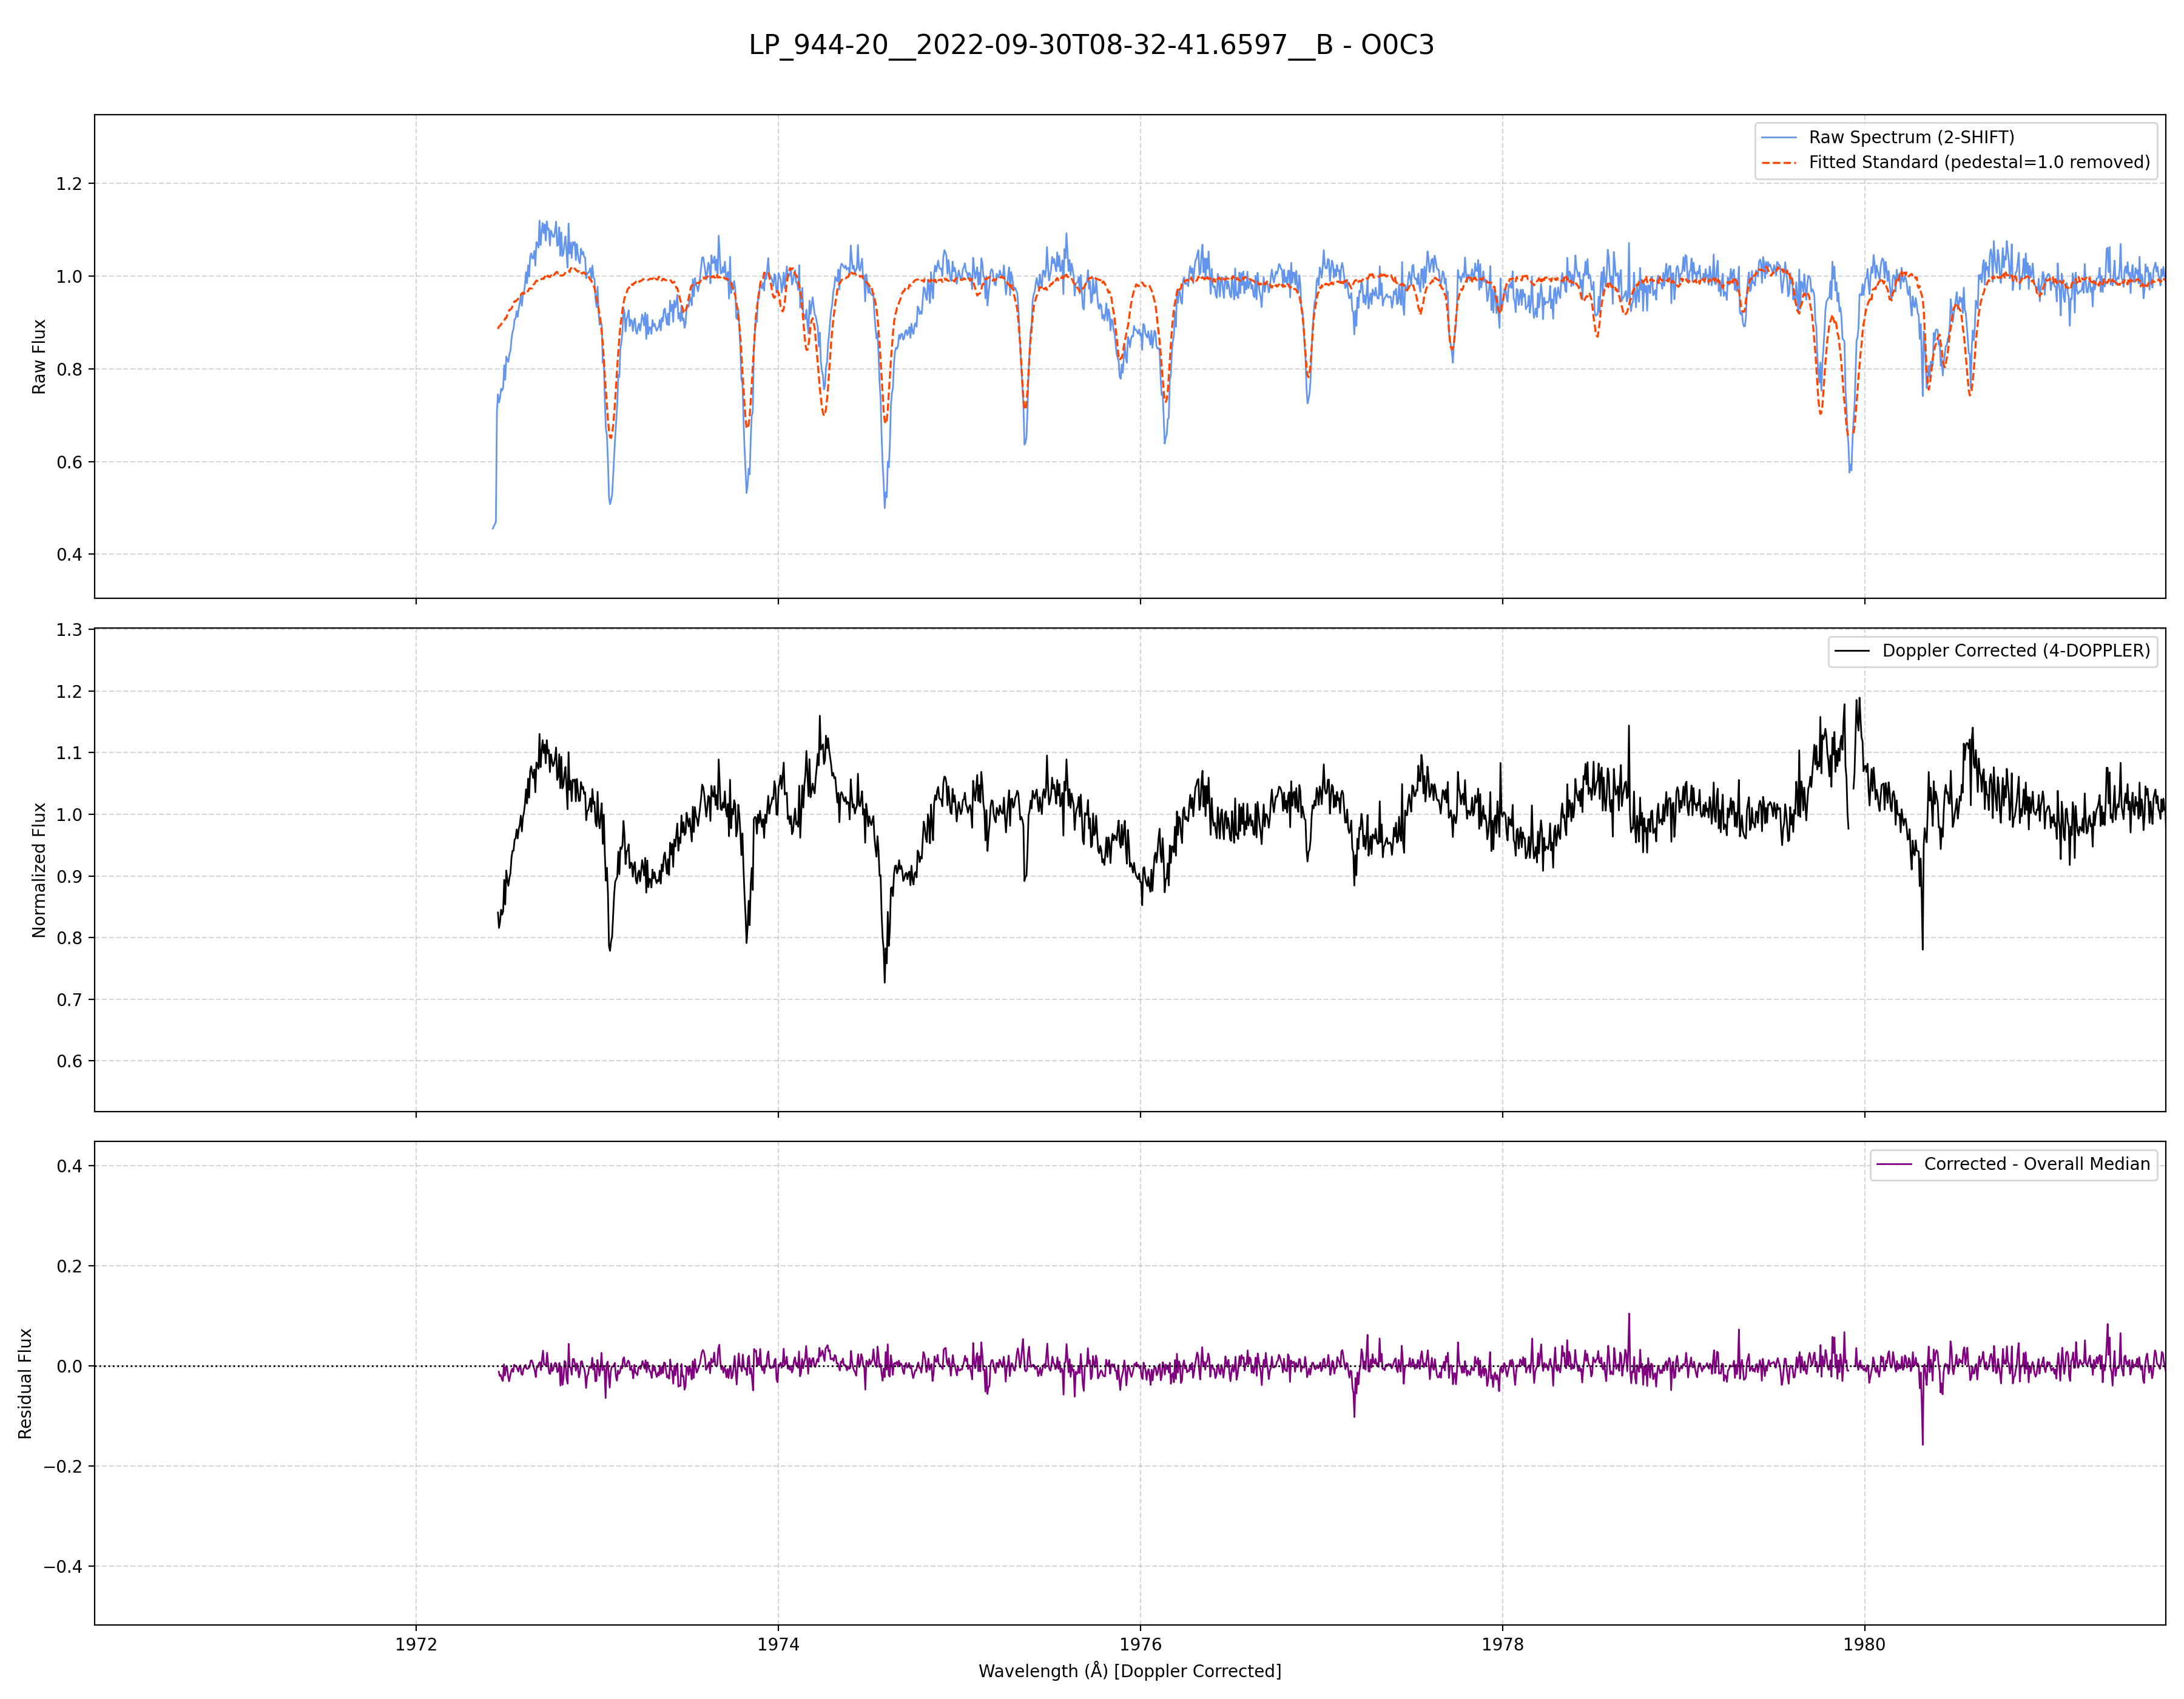 LP_944-20__2022-09-30T08-32-41.6597__B - O0C3
Raw Spectrum (2-SHIFT)
Fitted Standard (pedestal=1.0 removed)
1.2
1.0
0.8
0.6
0.4
Raw Flux
Doppler Corrected (4-DOPPLER)
1.3
1.2
1.1
1.0
0.9
0.8
0.7
0.6
Normalized Flux
Corrected - Overall Median
0.4
0.2
0.0
−0.2
−0.4
Residual Flux
1972 1974 1976 1978 1980
Wavelength (Å) [Doppler Corrected]